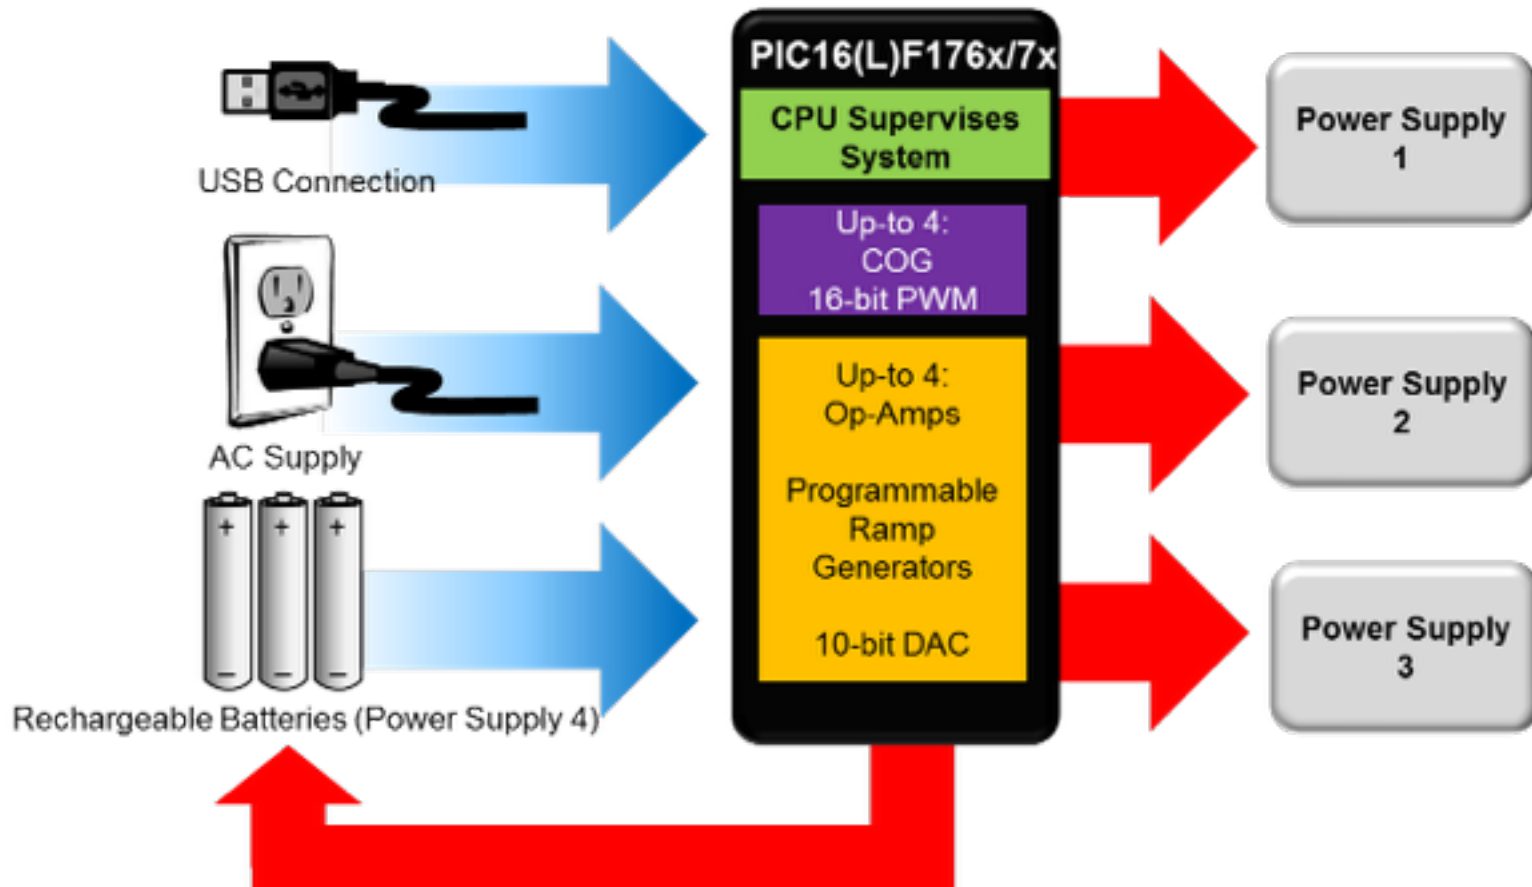 USB Connection
AC Supply
Rechargeable Batteries (Power Supply 4)
PIC16(L)F176x/7x
CPU Supervises
System
Up-to 4:
COG
16-bit PWM
Up-to 4:
Op-Amps
Programmable
Ramp
Generators
10-bit DAC
Power Supply
1
Power Supply
2
Power Supply
3